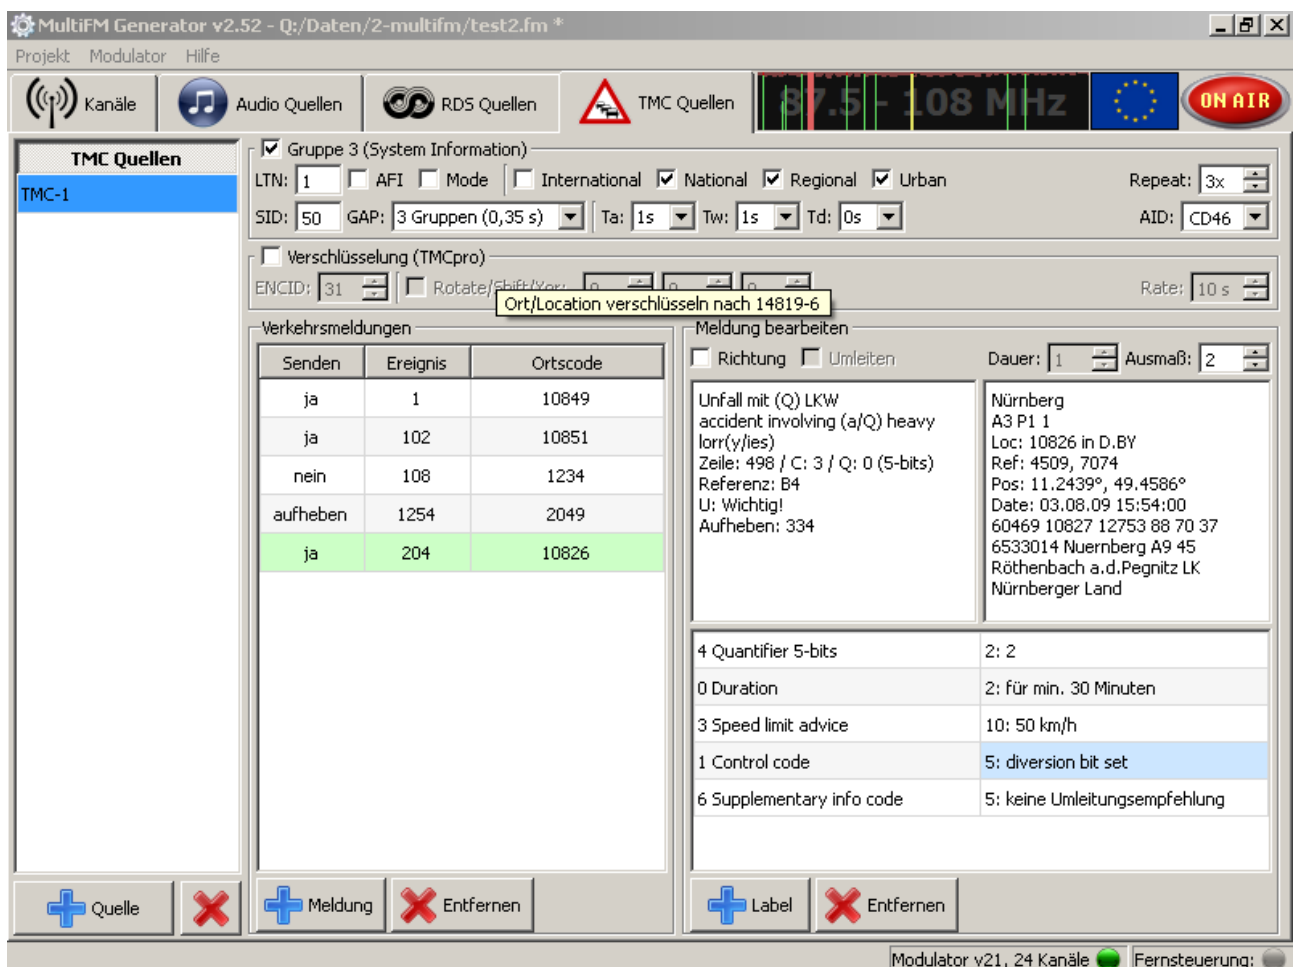 MultiFM Generator v2.52 - Q:/Daten/2-multifm/test2.fm *
Projekt Modulator Hilfe
Kanäle Audio Quellen RDS Quellen TMC Quellen 87.5 - 108 MHz ON AIR
TMC Quellen
TMC-1
Gruppe 3 (System Information)
LTN: 1 AFI Mode International National Regional Urban Repeat: 3x
SID: 50 GAP: 3 Gruppen (0,35 s) Ta: 1s Tw: 1s Td: 0s AID: CD46
Verschlüsselung (TMCpro)
ENCID: 31 Rotate/Shift/Xor: 0 0 0 Rate: 10 s
Ort/Location verschlüsseln nach 14819-6
Verkehrsmeldungen
Senden Ereignis Ortscode
ja 1 10849
ja 102 10851
nein 108 1234
aufheben 1254 2049
ja 204 10826
Meldung bearbeiten
Richtung Umleiten Dauer: 1 Ausmaß: 2
Unfall mit (Q) LKW
accident involving (a/Q) heavy
lorr(y/ies)
Zeile: 498 / C: 3 / Q: 0 (5-bits)
Referenz: B4
U: Wichtig!
Aufheben: 334
Nürnberg
A3 P1 1
Loc: 10826 in D.BY
Ref: 4509, 7074
Pos: 11.2439°, 49.4586°
Date: 03.08.09 15:54:00
60469 10827 12753 88 70 37
6533014 Nuernberg A9 45
Röthenbach a.d.Pegnitz LK
Nürnberger Land
4 Quantifier 5-bits 2: 2
0 Duration 2: für min. 30 Minuten
3 Speed limit advice 10: 50 km/h
1 Control code 5: diversion bit set
6 Supplementary info code 5: keine Umleitungsempfehlung
Quelle Meldung Entfernen Label Entfernen
Modulator v21, 24 Kanäle Fernsteuerung: